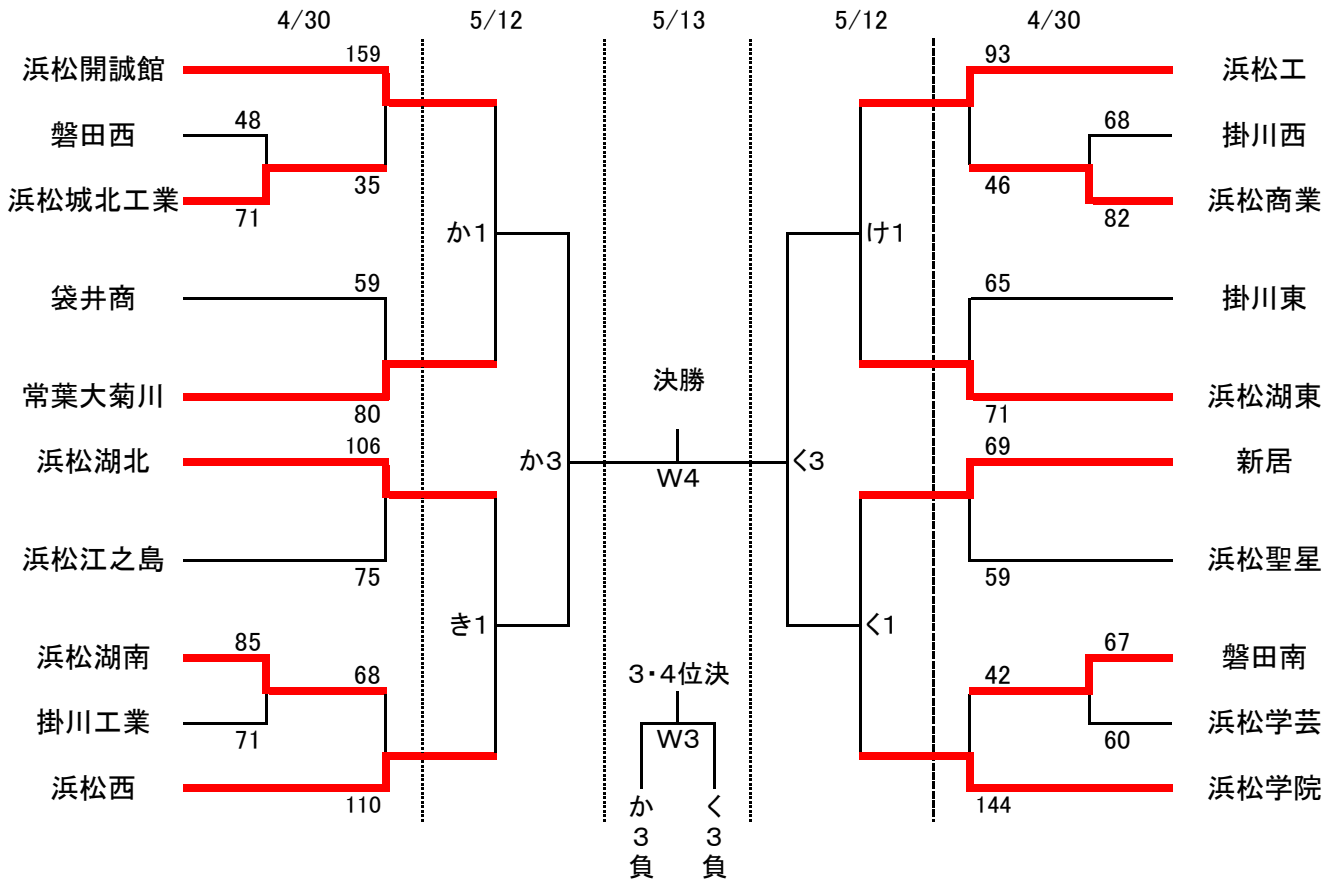 4/30 5/12 5/13 5/12 4/30
浜松開誠館 159 93 浜松工
磐田西 48 68 掛川西
35 46
浜松城北工業 71 82 浜松商業
か1 け1
袋井商 59 65 掛川東
決勝
常葉大菊川 80 71 浜松湖東
浜松湖北 106 か3 W4 く3 69 新居
浜松江之島 75 59 浜松聖星
き1 く1
浜松湖南 85 68 3・4位決 42 67 磐田南
掛川工業 71 W3 60 浜松学芸
浜松西 110 144 浜松学院
か3負 く3負